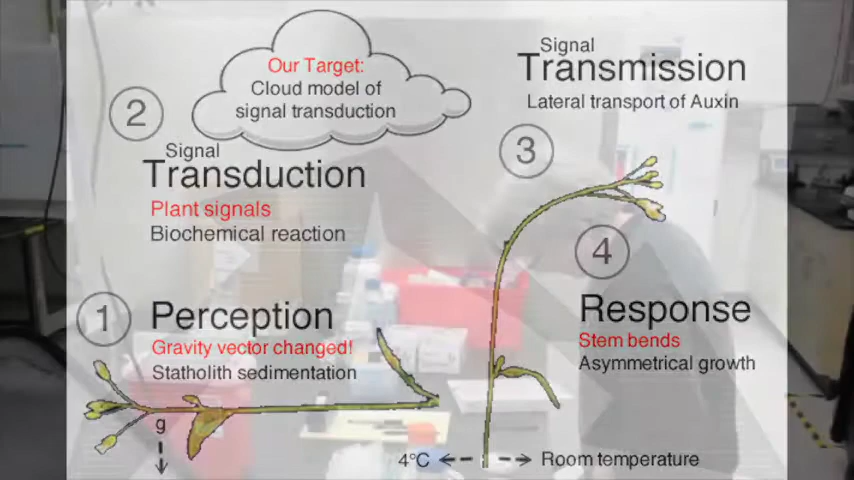 1
Perception
Gravity vector changed!
Statholith sedimentation
g
2
Signal
Transduction
Plant signals
Biochemical reaction
Our Target:
Cloud model of
signal transduction
3
Signal
Transmission
Lateral transport of Auxin
4
Response
Stem bends
Asymmetrical growth
4°C
Room temperature